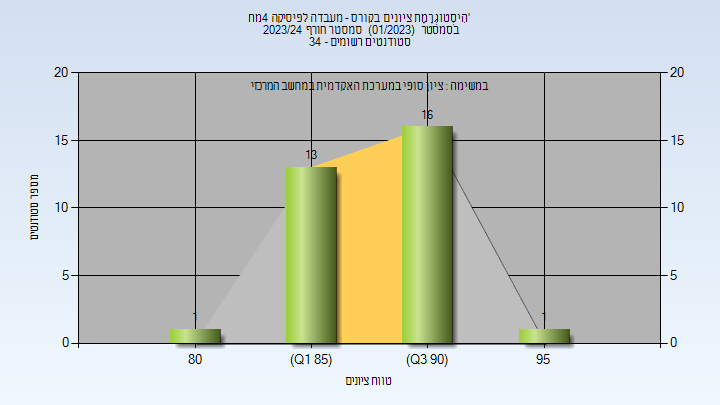 הִיסְטוֹגְרָמַת ציונים בקורס - מעבדה לפיסיקה 4מח'
בסמסטר (01/2023) סמסטר חורף 2023/24
סטודנטים רשומים - 34
במשימה : ציון סופי במערכת האקדמית במחשב המרכזי
20
20
15
15
10
10
5
5
0
0
1
13
16
1
80
(Q1 85)
(Q3 90)
95
מספר סטודנטים
טווח ציונים